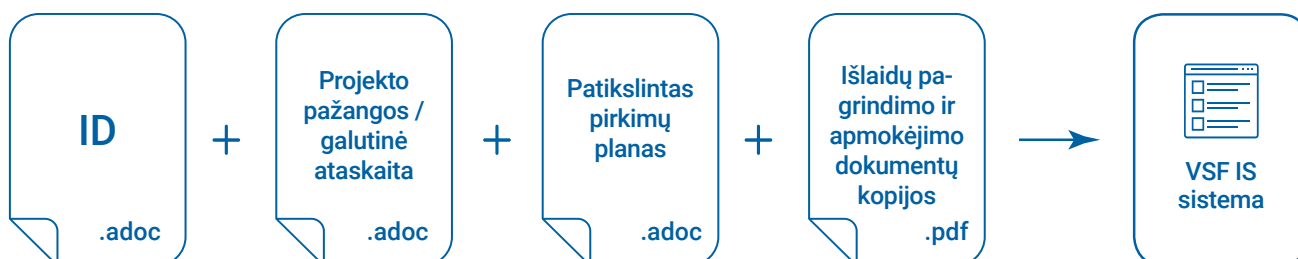 ID
.adoc
+
Projekto
pažangos /
galutinė
ataskaita
.adoc
+
Patikslintas
pirkimų
planas
.adoc
+
Išlaidų pa-
grindimo ir
apmokėjimo
dokumentų
kopijos
.pdf
VSF IS
sistema